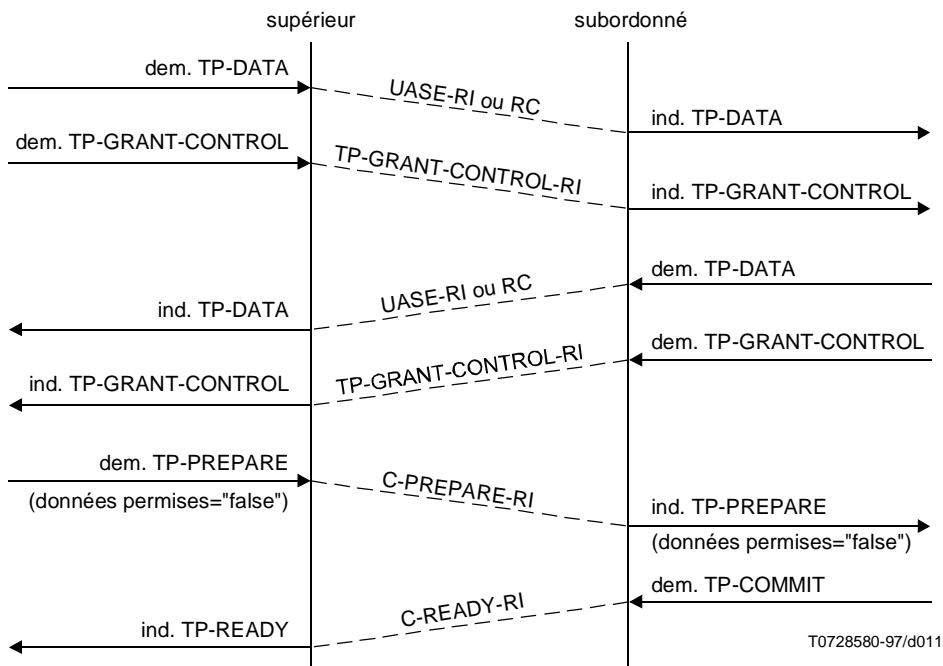 supérieur
subordonné
dem. TP-DATA
UASE-RI ou RC
ind. TP-DATA
dem. TP-GRANT-CONTROL
TP-GRANT-CONTROL-RI
ind. TP-GRANT-CONTROL
dem. TP-DATA
UASE-RI ou RC
ind. TP-DATA
dem. TP-GRANT-CONTROL
TP-GRANT-CONTROL-RI
ind. TP-GRANT-CONTROL
dem. TP-PREPARE
(données permises="false")
C-PREPARE-RI
ind. TP-PREPARE
(données permises="false")
dem. TP-COMMIT
C-READY-RI
ind. TP-READY
T0728580-97/d011